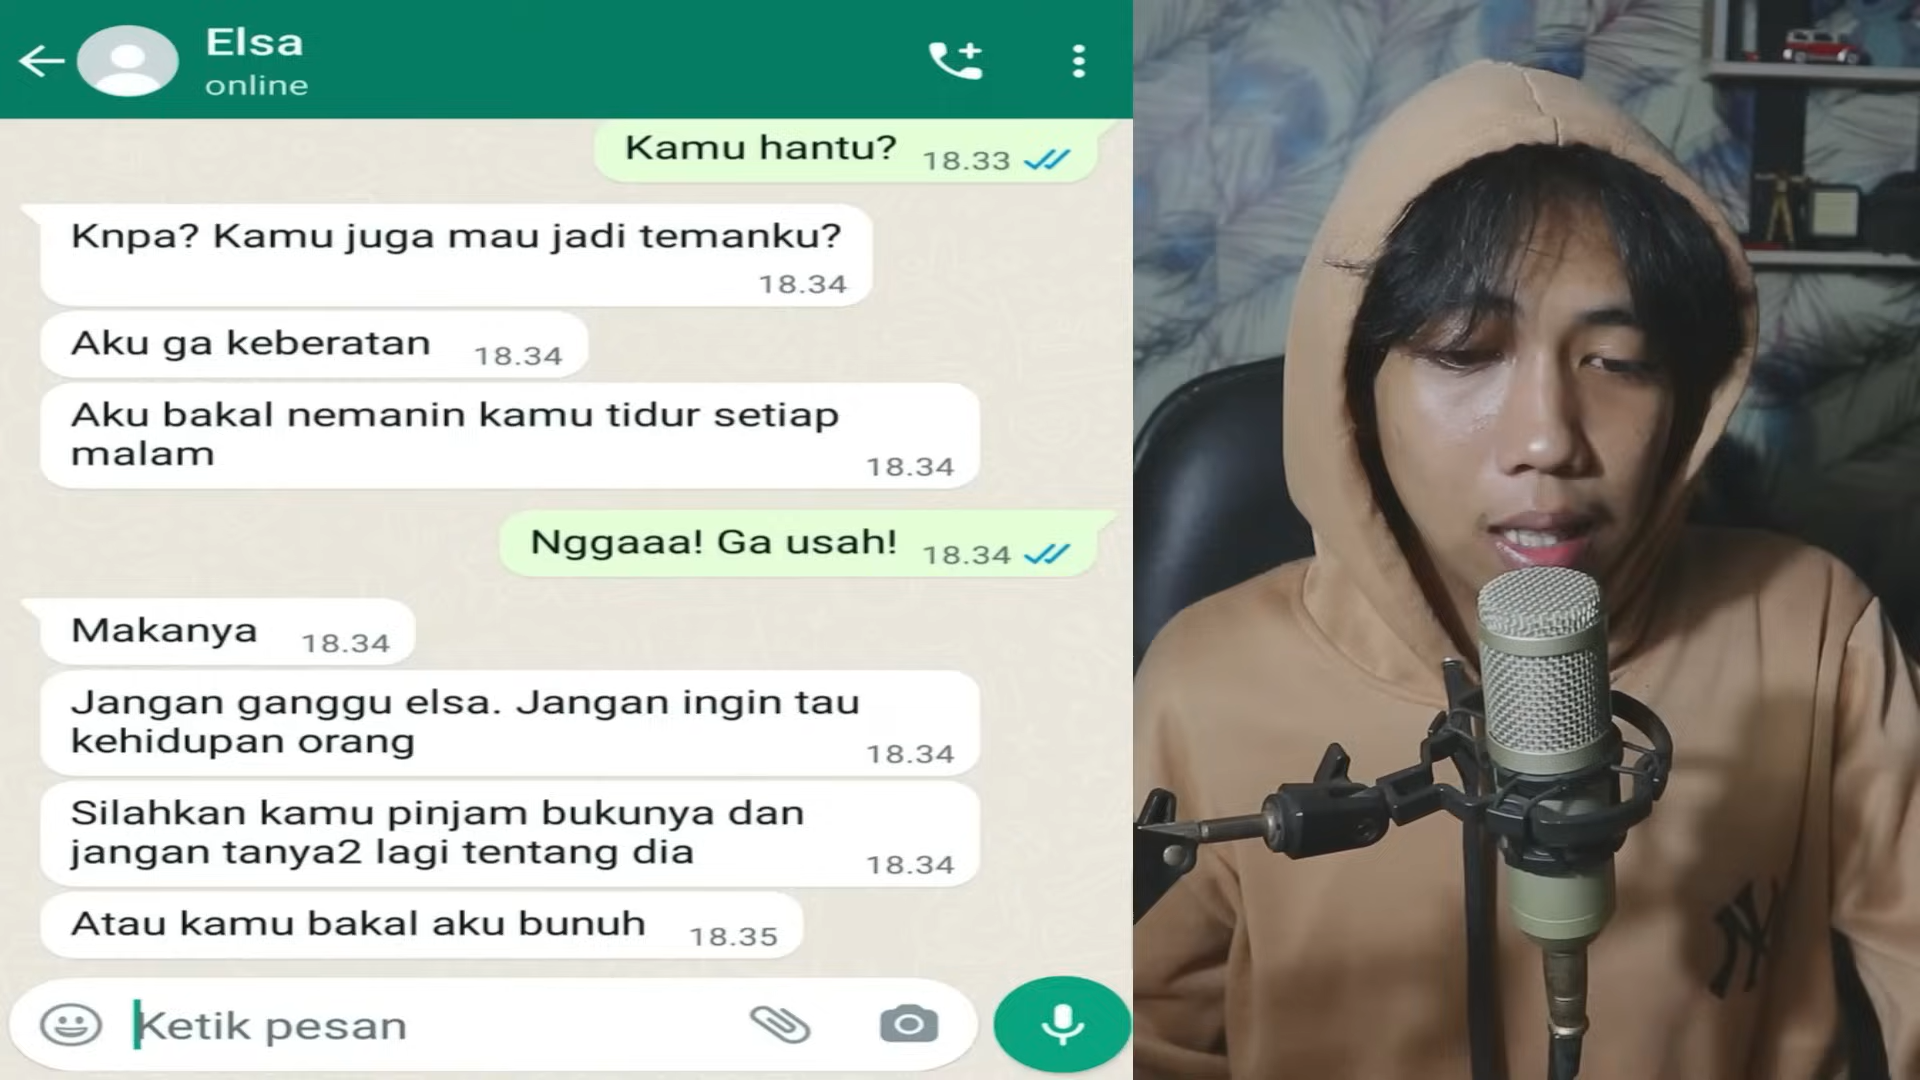 Elsa
online
Kamu hantu? 18.33
Knpa? Kamu juga mau jadi temanku?
18.34
Aku ga keberatan 18.34
Aku bakal nemanin kamu tidur setiap
malam 18.34
Nggaaa! Ga usah! 18.34
Makanya 18.34
Jangan ganggu elsa. Jangan ingin tau
kehidupan orang 18.34
Silahkan kamu pinjam bukunya dan
jangan tanya2 lagi tentang dia 18.34
Atau kamu bakal aku bunuh 18.35
Ketik pesan
NY